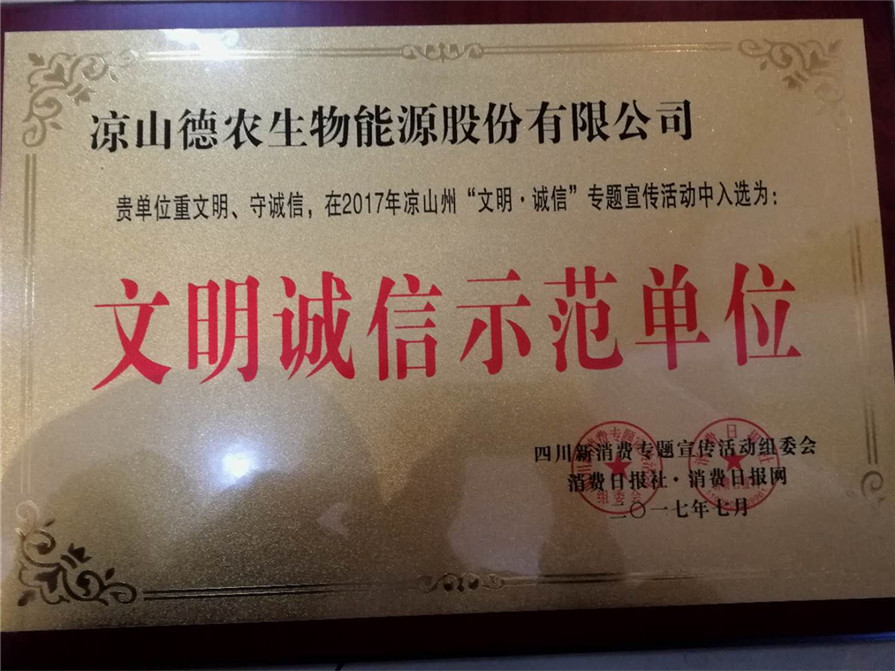 凉山德农生物能源股份有限公司
贵单位重文明、守诚信，在2017年凉山州“文明·诚信”专题宣传活动中入选为：
文明诚信示范单位
四川新消费专题宣传活动组委会
消费日报社·消费日报网
二〇一七年七月